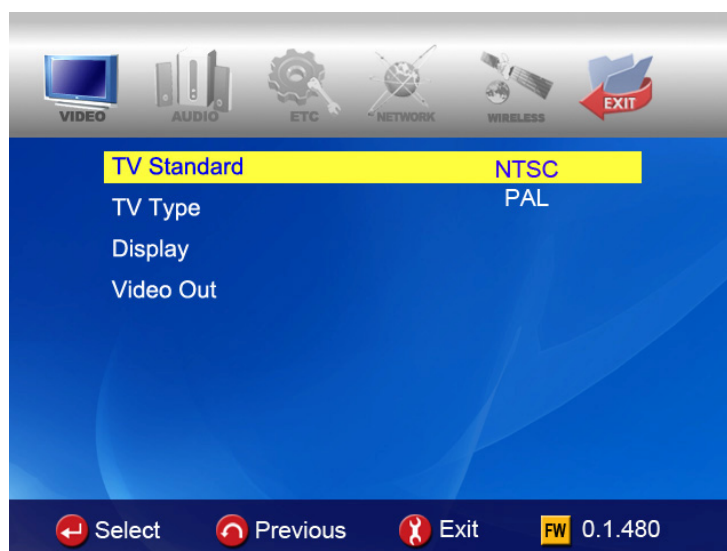 VIDEO AUDIO ETC NETWORK WIRELESS EXIT
TV Standard NTSC
TV Type PAL
Display
Video Out
Select Previous Exit FW 0.1.480